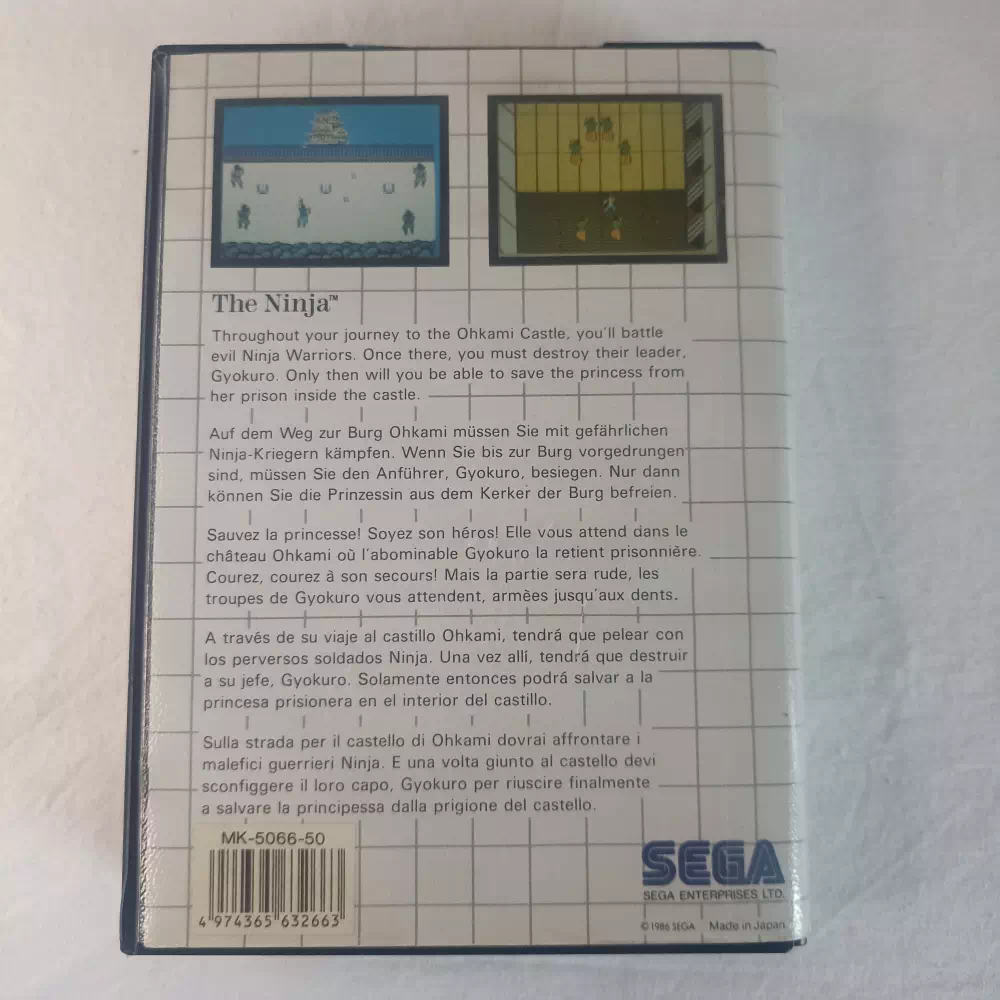 The Ninja™
Throughout your journey to the Ohkami Castle, you'll battle
evil Ninja Warriors. Once there, you must destroy their leader,
Gyokuro. Only then will you be able to save the princess from
her prison inside the castle.
Auf dem Weg zur Burg Ohkami müssen Sie mit gefährlichen
Ninja-Kriegern kämpfen. Wenn Sie bis zur Burg vorgedrungen
sind, müssen Sie den Anführer, Gyokuro, besiegen. Nur dann
können Sie die Prinzessin aus dem Kerker der Burg befreien.
Sauvez la princesse! Soyez son héros! Elle vous attend dans le
château Ohkami où l'abominable Gyokuro la retient prisonnière.
Courez, courez à son secours! Mais la partie sera rude, les
troupes de Gyokuro vous attendent, armèes jusqu'aux dents.
A través de su viaje al castillo Ohkami, tendrá que pelear con
los perversos soldados Ninja. Una vez allí, tendrá que destruir
a su jefe, Gyokuro. Solamente entonces podrá salvar a la
princesa prisionera en el interior del castillo.
Sulla strada per il castello di Ohkami dovrai affrontare i
malefici guerrieri Ninja. E una volta giunto al castello devi
sconfiggere il loro capo, Gyokuro per riuscire finalmente
a salvare la principessa dalla prigione del castello.
MK-5066-50
4 974365 632663
SEGA
SEGA ENTERPRISES LTD.
©1986 SEGA Made in Japan